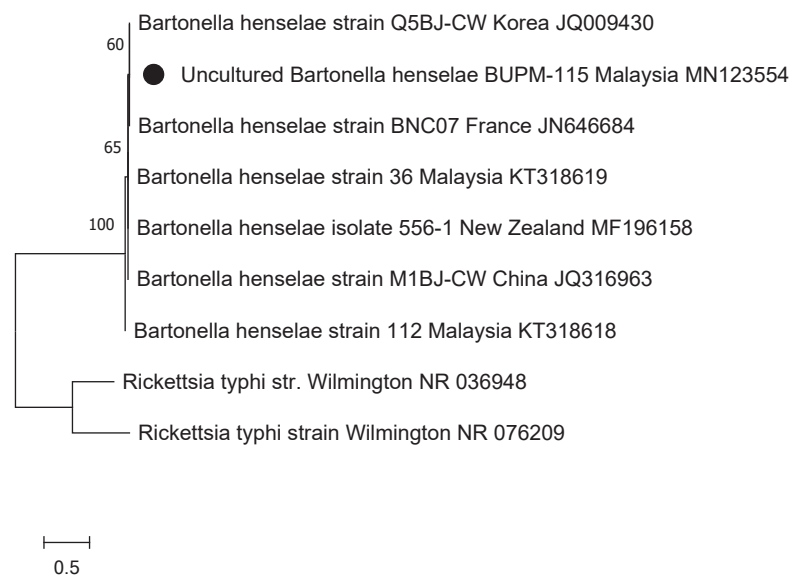 Bartonella henselae strain Q5BJ-CW Korea JQ009430
60
Uncultured Bartonella henselae BUPM-115 Malaysia MN123554
Bartonella henselae strain BNC07 France JN646684
65
Bartonella henselae strain 36 Malaysia KT318619
100
Bartonella henselae isolate 556-1 New Zealand MF196158
Bartonella henselae strain M1BJ-CW China JQ316963
Bartonella henselae strain 112 Malaysia KT318618
Rickettsia typhi str. Wilmington NR 036948
Rickettsia typhi strain Wilmington NR 076209
0.5